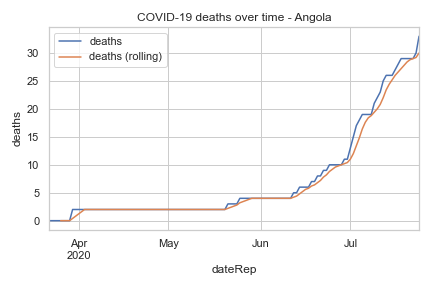 COVID-19 deaths over time - Angola
deaths
deaths (rolling)
deaths
30
25
20
15
10
5
0
Apr
2020
May
Jun
Jul
dateRep